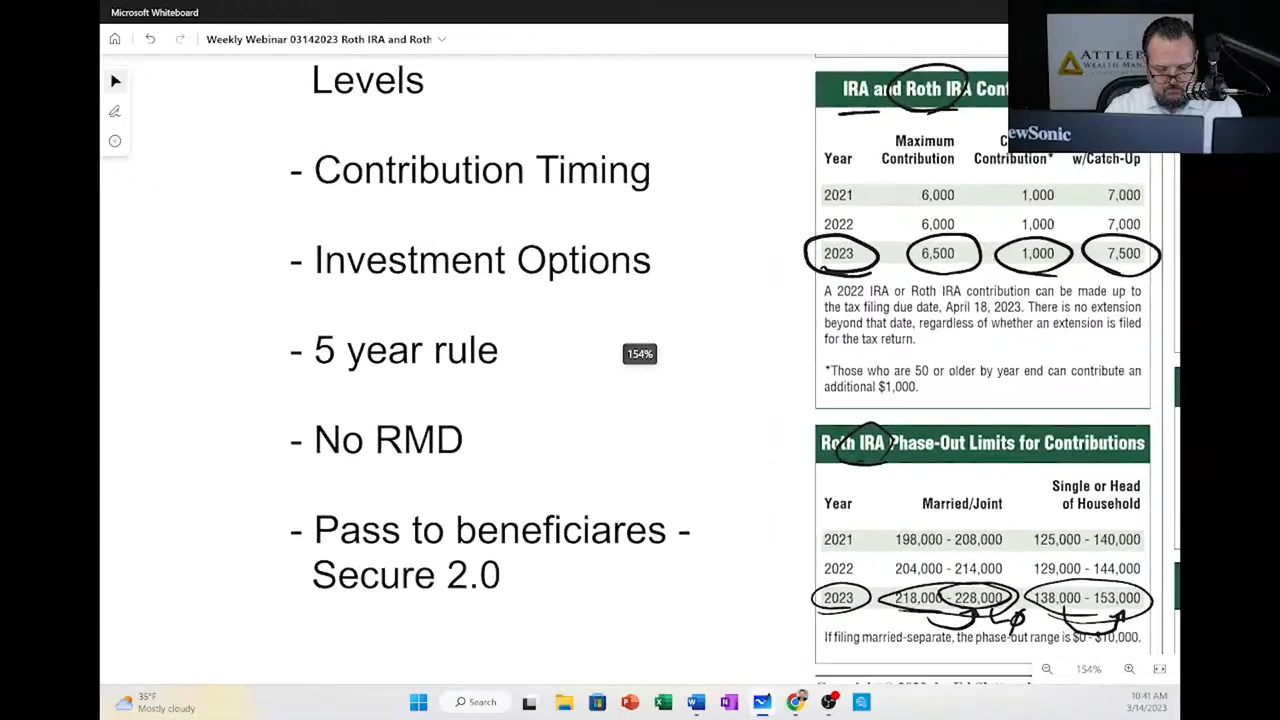 Microsoft Whiteboard
Weekly Webinar 03142023 Roth IRA and Roth
ATTLEB
WEALTH MAN
ewSonic
Levels
- Contribution Timing
- Investment Options
- 5 year rule
- No RMD
- Pass to beneficiares -
Secure 2.0
154%
IRA and Roth IRA Cont
Maximum
Year Contribution Contribution* w/Catch-Up
2021 6,000 1,000 7,000
2022 6,000 1,000 7,000
2023 6,500 1,000 7,500
A 2022 IRA or Roth IRA contribution can be made up to
the tax filing due date, April 18, 2023. There is no extension
beyond that date, regardless of whether an extension is filed
for the tax return.
*Those who are 50 or older by year end can contribute an
additional $1,000.
Roth IRA Phase-Out Limits for Contributions
Single or Head
Year Married/Joint of Household
2021 198,000 - 208,000 125,000 - 140,000
2022 204,000 - 214,000 129,000 - 144,000
2023 218,000 - 228,000 138,000 - 153,000
If filing married-separate, the phase-out range is $0 - $10,000.
154%
35°F
Mostly cloudy
Search
10:41 AM
3/14/2023